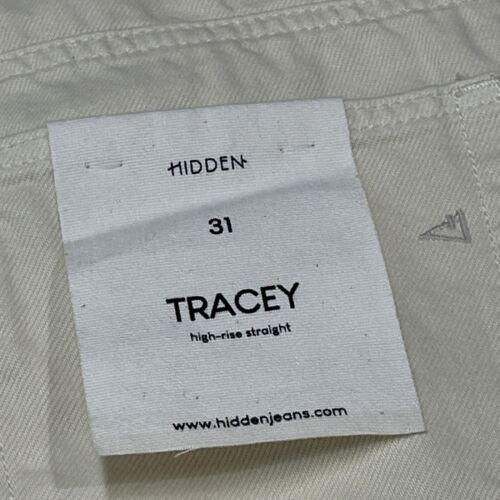 HIDDEN
31
TRACEY
high-rise straight
www.hiddenjeans.com